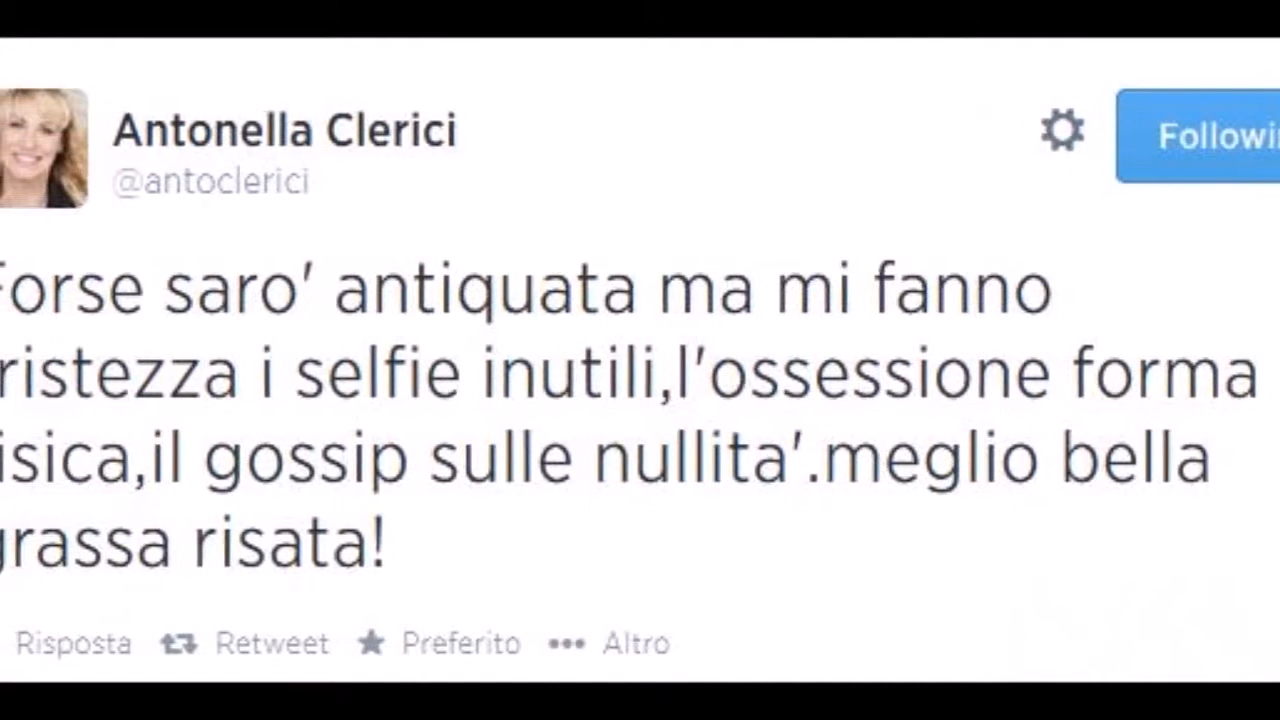 Antonella Clerici
@antoclerici
Followi
Forse saro' antiquata ma mi fanno
ristezza i selfie inutili,l'ossessione forma
isica,il gossip sulle nullita'.meglio bella
grassa risata!
Risposta Retweet Preferito ••• Altro